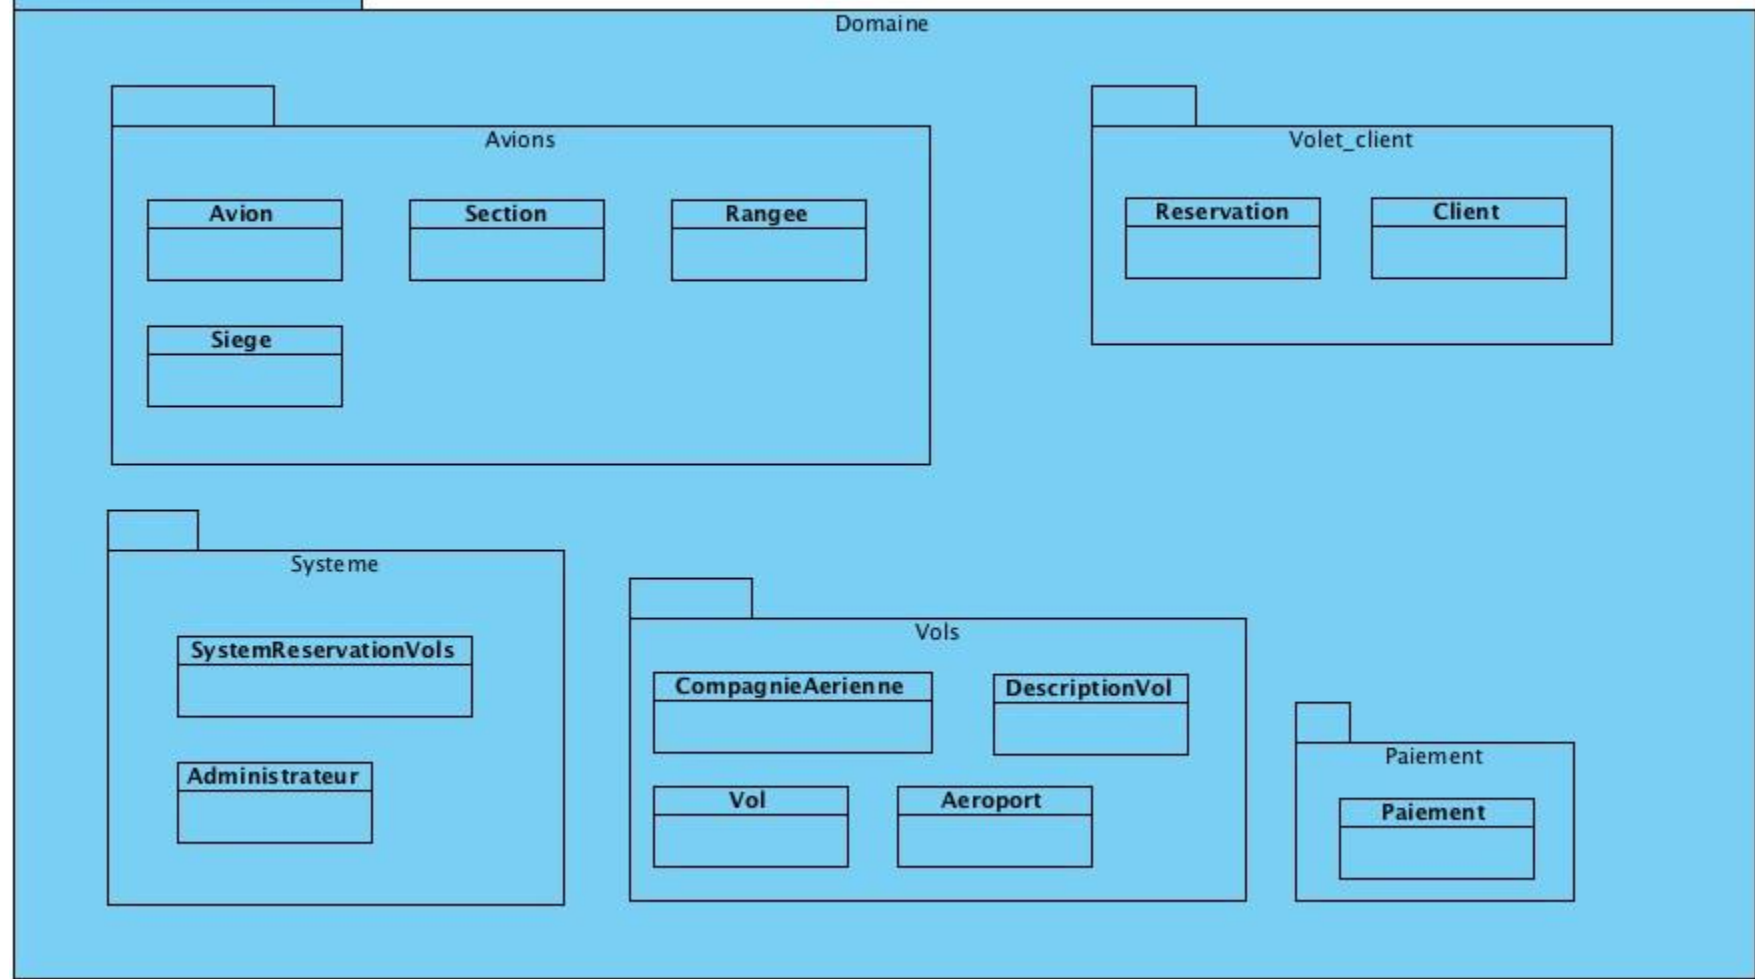 Domaine
Avions
Avion
Section
Rangee
Siege
Volet_client
Reservation
Client
Systeme
SystemReservationVols
Administrateur
Vols
CompagnieAerienne
DescriptionVol
Vol
Aeroport
Paiement
Paiement